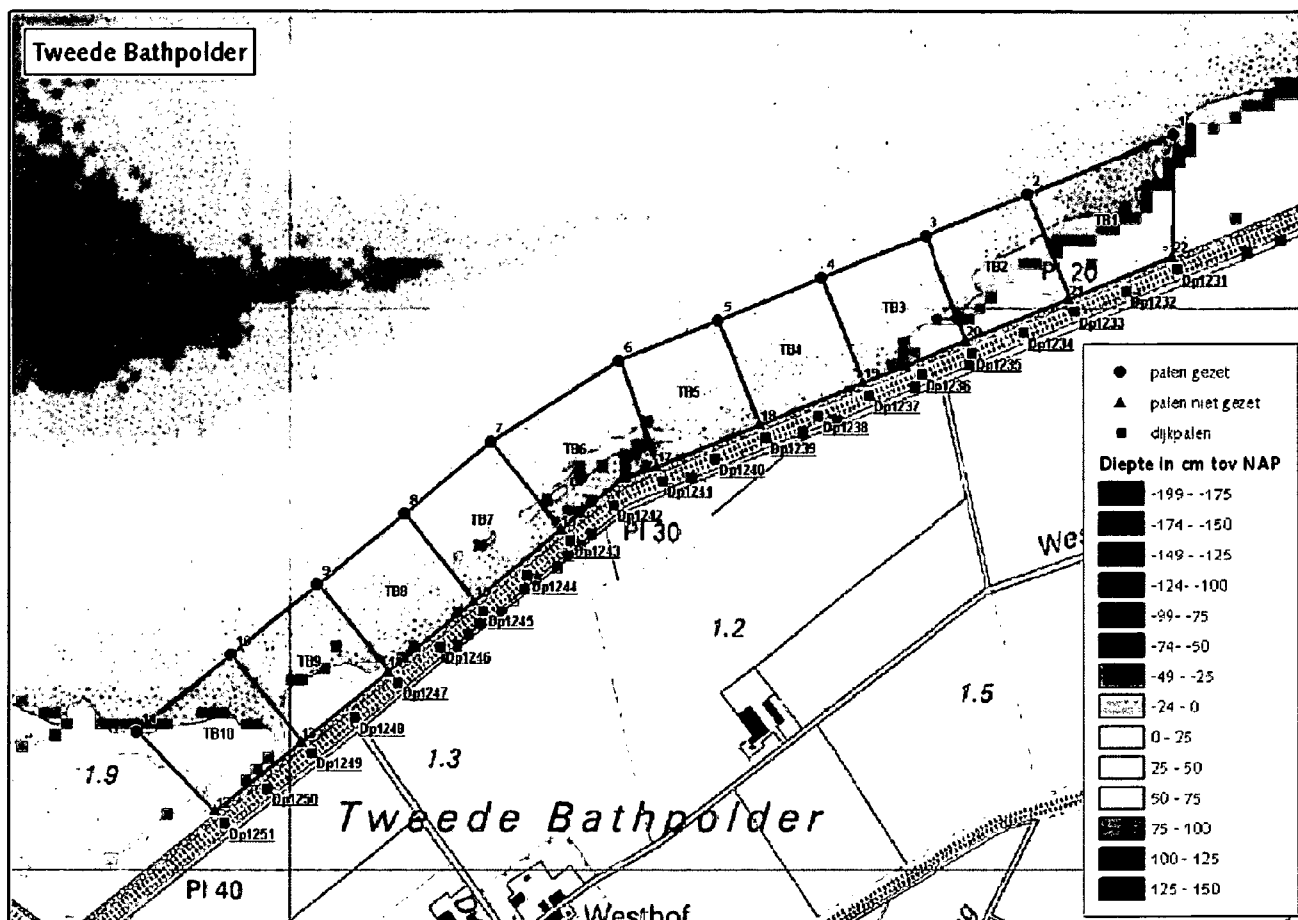 Tweede Bathpolder
1
2
3
4
5
6
7
8
9
10
TB1
TB2
TB3
TB4
TB5
TB6
TB7
TB8
TB9
TB10
22
21
20
19
18
17
Pl 20
Dp1231
Dp1232
Dp1233
Dp1234
Dp1235
Dp1236
Dp1237
Dp1238
Dp1239
Dp1240
Dp1241
Dp1242
Pl 30
Dp1243
Dp1244
Dp1245
Dp1246
Dp1247
Dp1248
Dp1249
Dp1250
Dp1251
Pl 40
1.2
1.5
1.3
1.9
Tweede Bathpolder
Westhof
palen gezet
palen niet gezet
dijkpalen
Diepte in cm tov NAP
-199 - -175
-174 - -150
-149 - -125
-124 - -100
-99 - -75
-74 - -50
-49 - -25
-24 - 0
0 - 25
25 - 50
50 - 75
75 - 100
100 - 125
125 - 150